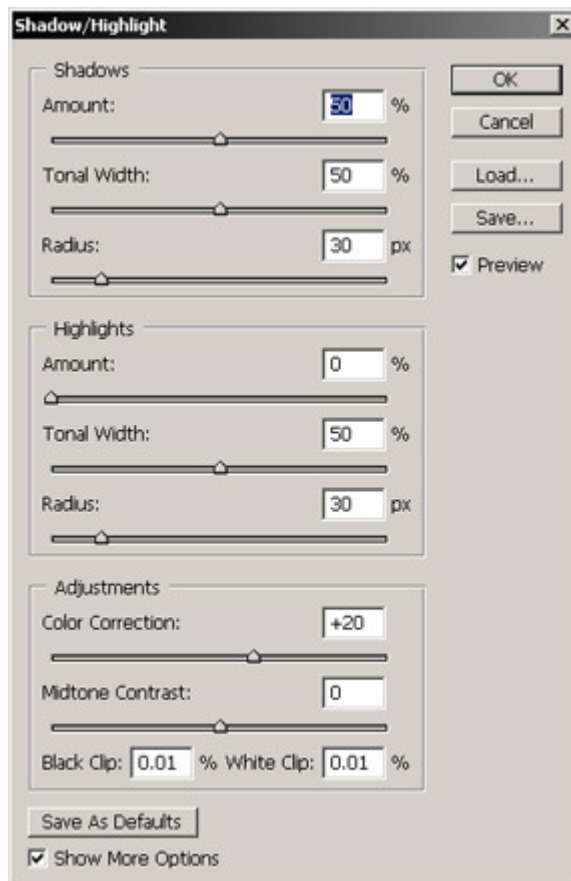 Shadow/Highlight
Shadows
Amount: 50 %
Tonal Width: 50 %
Radius: 30 px
Highlights
Amount: 0 %
Tonal Width: 50 %
Radius: 30 px
Adjustments
Color Correction: +20
Midtone Contrast: 0
Black Clip: 0.01 % White Clip: 0.01 %
Save As Defaults
Show More Options
OK
Cancel
Load...
Save...
Preview